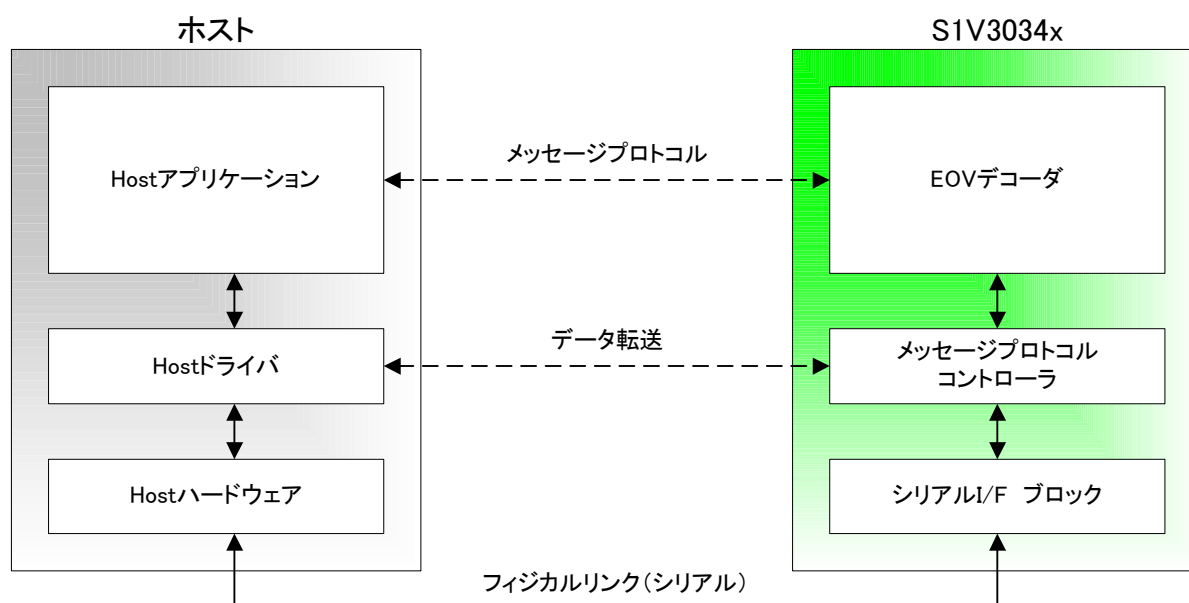 ホスト
S1V3034x
Hostアプリケーション
メッセージプロトコル
EOVデコーダ
Hostドライバ
データ転送
メッセージプロトコル
コントローラ
Hostハードウェア
シリアルI/F ブロック
フィジカルリンク(シリアル)